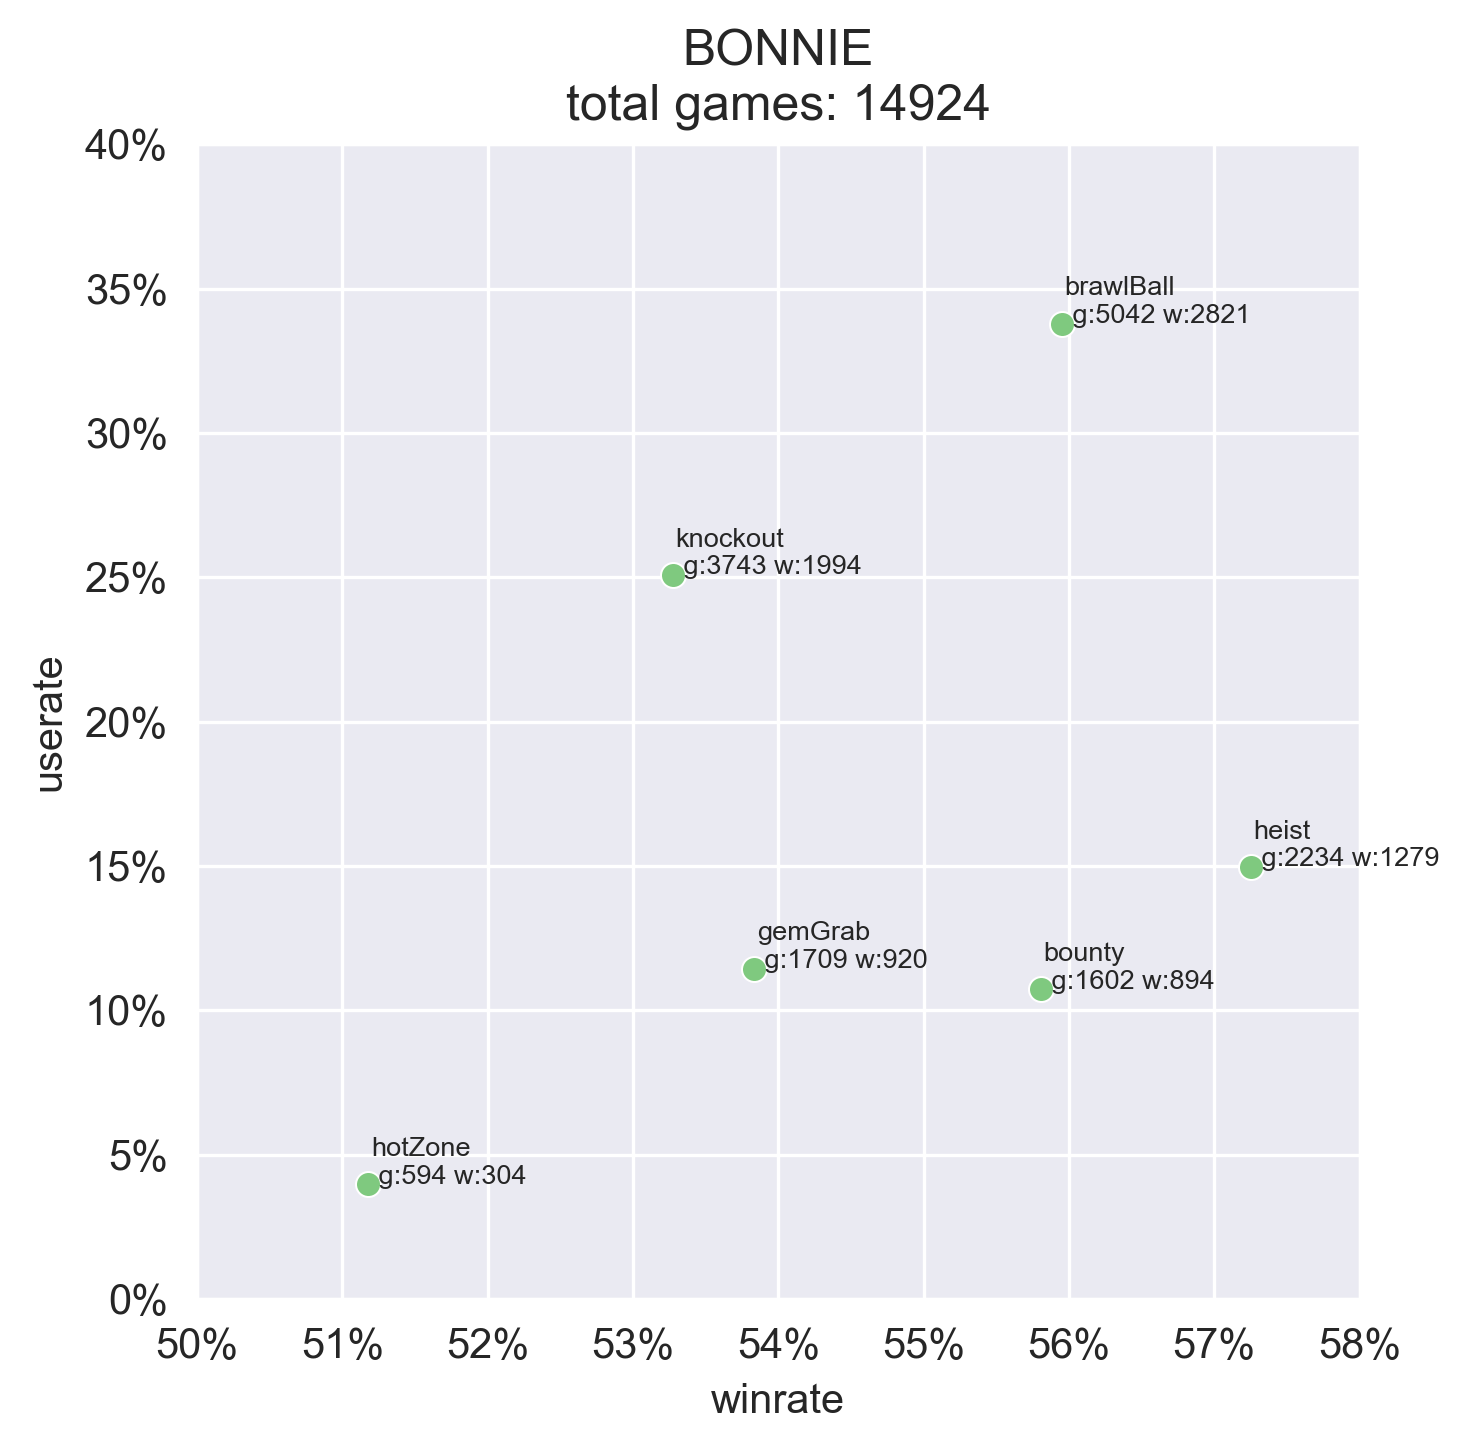 BONNIE
total games: 14924
40%
35%
30%
25%
20%
15%
10%
5%
0%
userate
brawlBall
g:5042 w:2821
knockout
g:3743 w:1994
heist
g:2234 w:1279
gemGrab
g:1709 w:920
bounty
g:1602 w:894
hotZone
g:594 w:304
50% 51% 52% 53% 54% 55% 56% 57% 58%
winrate